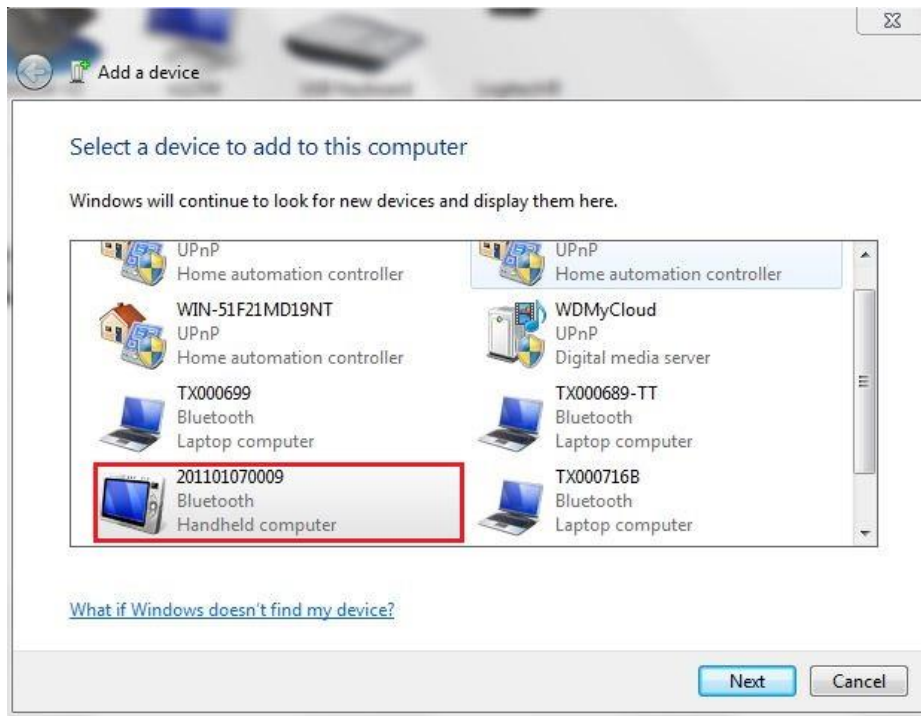 Add a device
Select a device to add to this computer
Windows will continue to look for new devices and display them here.
UPnP
Home automation controller
UPnP
Home automation controller
WIN-51F21MD19NT
UPnP
Home automation controller
WDMyCloud
UPnP
Digital media server
TX000699
Bluetooth
Laptop computer
TX000689-TT
Bluetooth
Laptop computer
201101070009
Bluetooth
Handheld computer
TX000716B
Bluetooth
Laptop computer
What if Windows doesn't find my device?
Next
Cancel